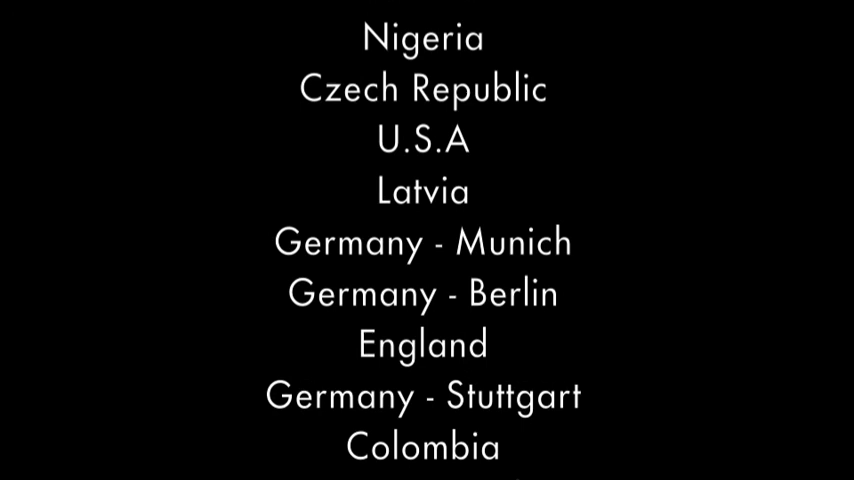 Nigeria
Czech Republic
U.S.A
Latvia
Germany - Munich
Germany - Berlin
England
Germany - Stuttgart
Colombia